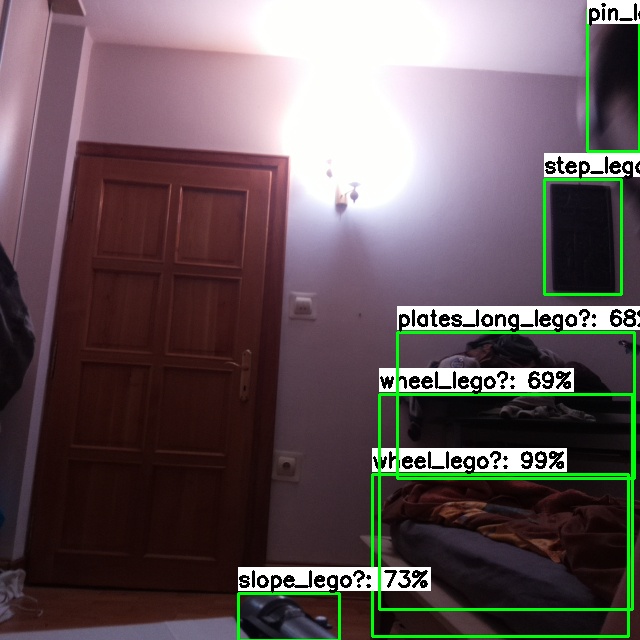 pin_l
step_lego
plates_long_lego?: 68%
wheel_lego?: 69%
wheel_lego?: 99%
slope_lego?: 73%